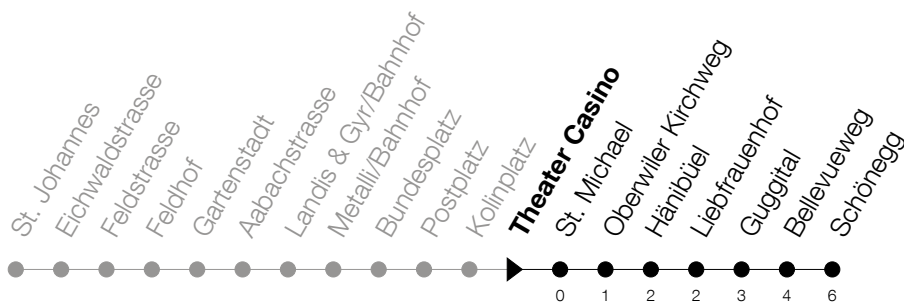 St. Johannes
Eichwaldstrasse
Feldstrasse
Feldhof
Gartenstadt
Aabachstrasse
Landis & Gyr/Bahnhof
Metalli/Bahnhof
Bundesplatz
Postplatz
Kolinplatz
Theater Casino
St. Michael
Oberwiler Kirchweg
Hänibüel
Liebfrauenhof
Guggital
Bellevueweg
Schönegg
0 1 2 2 3 4 6